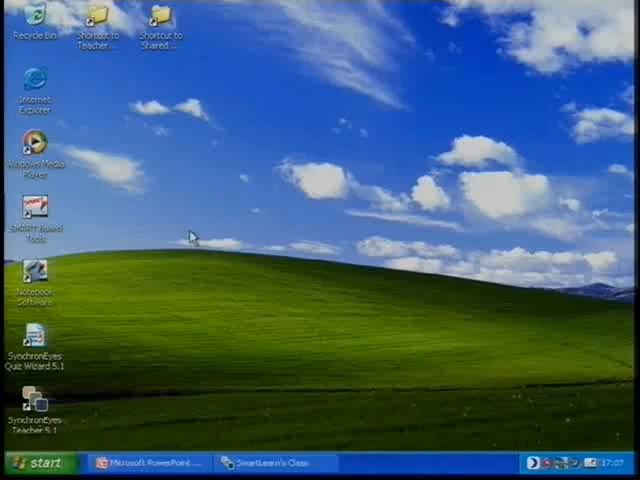 Recycle Bin
Shortcut to
Teacher ...
Shortcut to
Shared ...
Internet
Explorer
Windows Media
Player
SMART Board
Tools
Notebook
Software
SynchronEyes
Quiz Wizard 5.1
SynchronEyes
Teacher 5.1
start
Microsoft PowerPoint ...
SmartLearn's Class
17:07